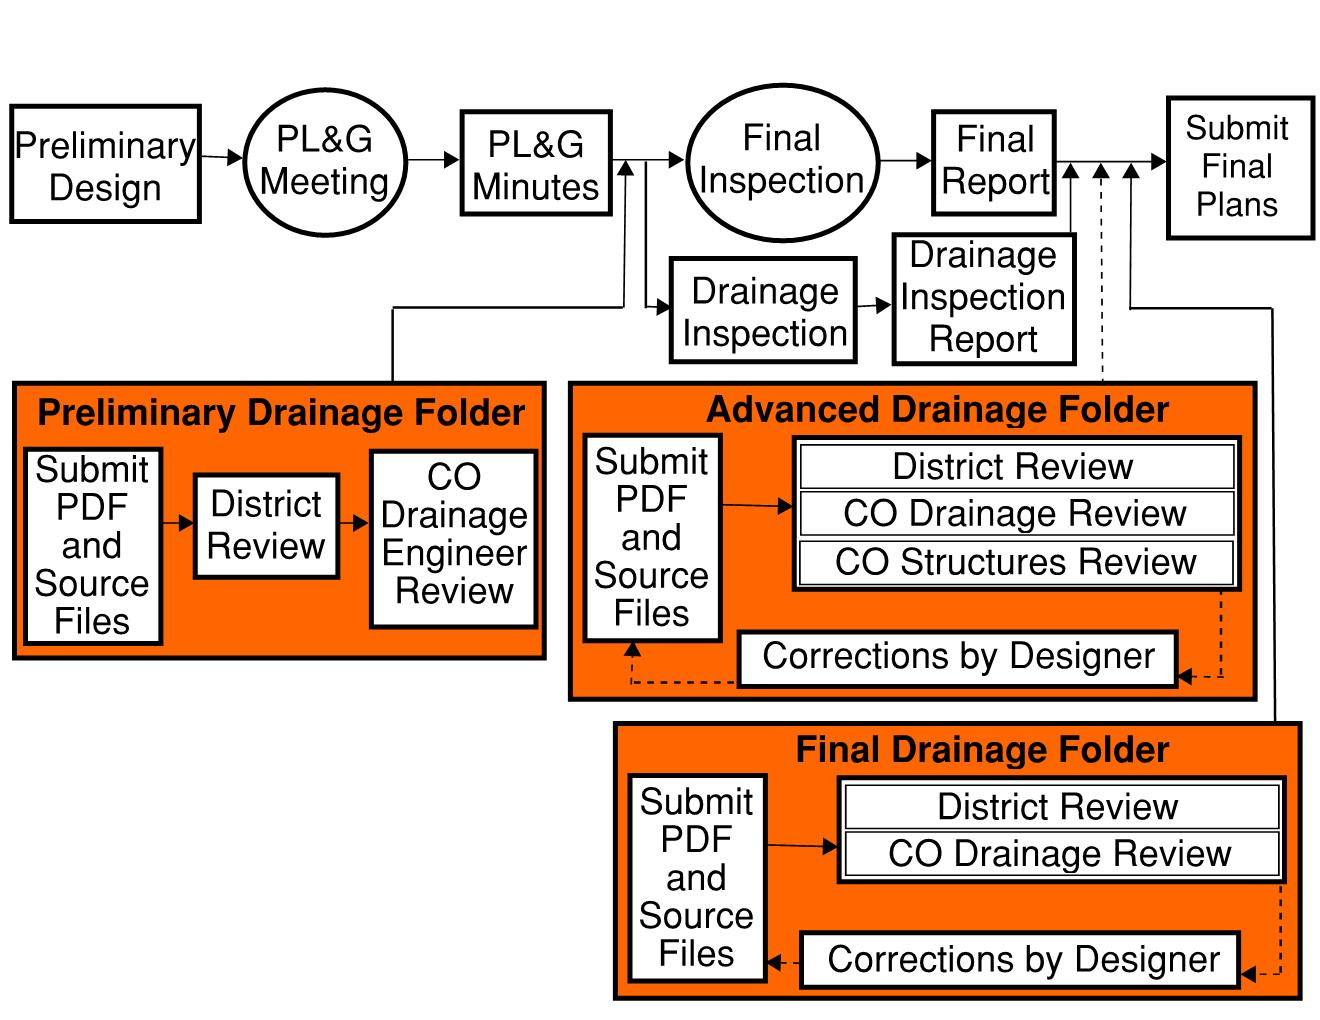 Preliminary
Design
PL&G
Meeting
PL&G
Minutes
Final
Inspection
Final
Report
Submit
Final
Plans
Drainage
Inspection
Drainage
Inspection
Report
Preliminary Drainage Folder
Submit
PDF
and
Source
Files
District
Review
CO
Drainage
Engineer
Review
Advanced Drainage Folder
Submit
PDF
and
Source
Files
District Review
CO Drainage Review
CO Structures Review
Corrections by Designer
Final Drainage Folder
Submit
PDF
and
Source
Files
District Review
CO Drainage Review
Corrections by Designer